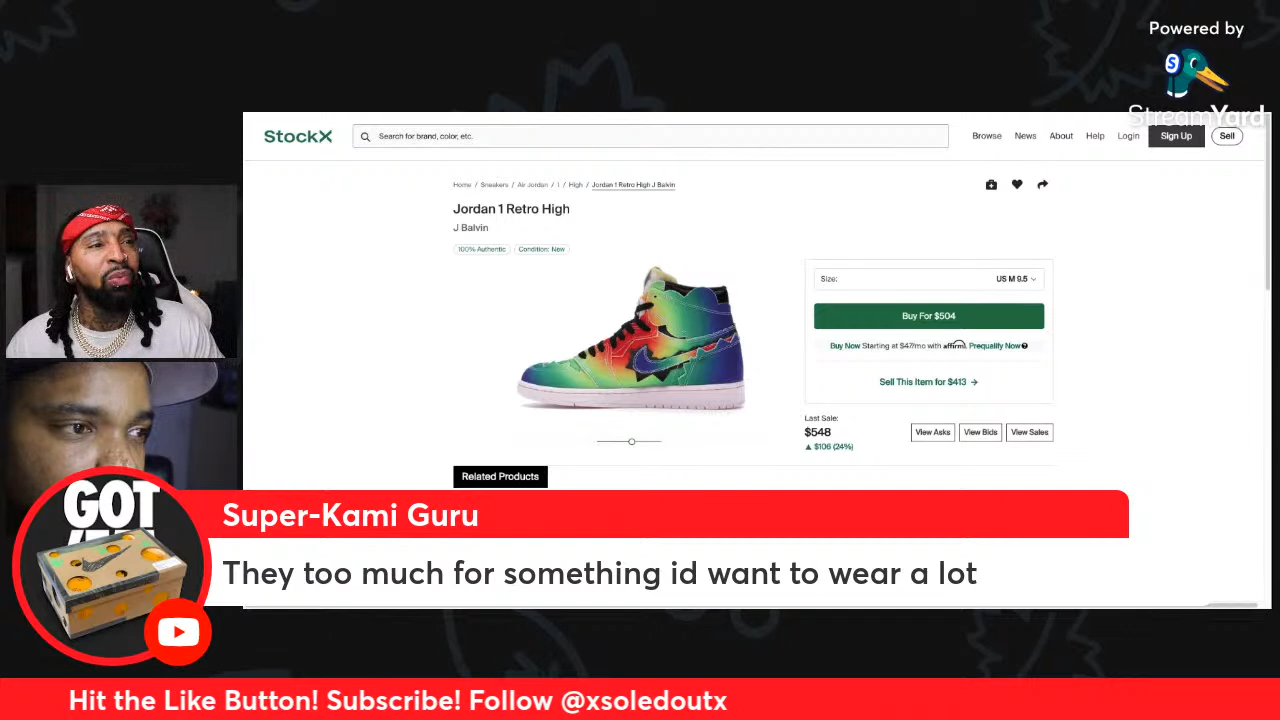 Powered by
StreamYard
StockX
Search for brand, color, etc.
Browse News About Help Login Sign Up Sell
Home / Sneakers / Air Jordan / 1 / High / Jordan 1 Retro High J Balvin
Jordan 1 Retro High
J Balvin
100% Authentic Condition: New
Size: US M 9.5
Buy For $504
Buy Now Starting at $47/mo with affirm. Prequalify Now
Sell This Item for $413
Last Sale:
$548
$106 (24%)
View Asks View Bids View Sales
Related Products
GOT
Super-Kami Guru
They too much for something id want to wear a lot
Hit the Like Button! Subscribe! Follow @xsoledoutx